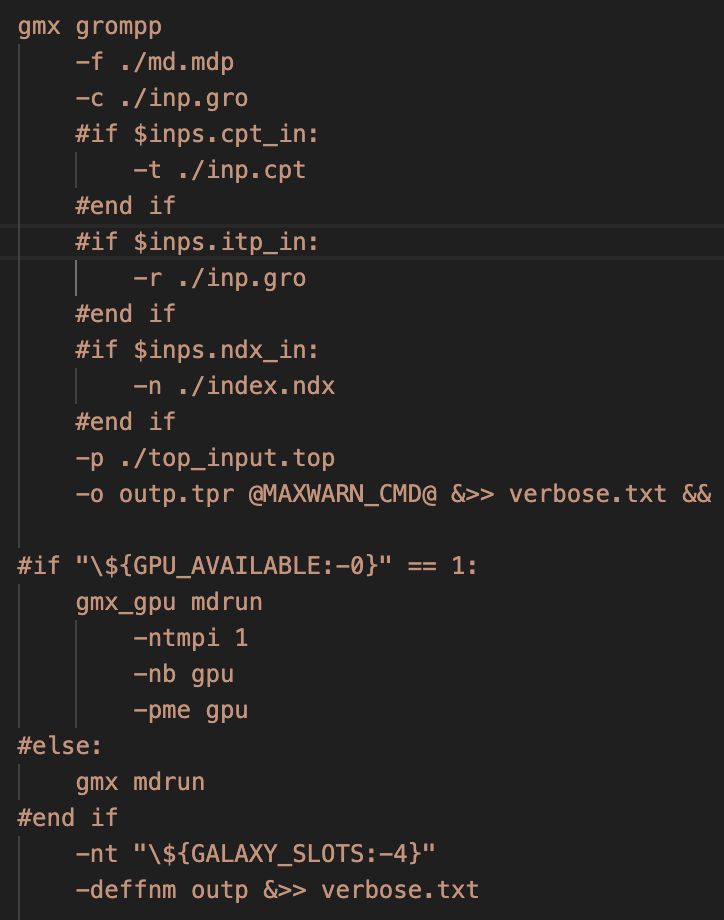 gmx grompp
-f ./md.mdp
-c ./inp.gro
#if $inps.cpt_in:
-t ./inp.cpt
#end if
#if $inps.itp_in:
-r ./inp.gro
#end if
#if $inps.ndx_in:
-n ./index.ndx
#end if
-p ./top_input.top
-o outp.tpr @MAXWARN_CMD@ &>> verbose.txt &&
#if "\${GPU_AVAILABLE:-0}" == 1:
gmx_gpu mdrun
-ntmpi 1
-nb gpu
-pme gpu
#else:
gmx mdrun
#end if
-nt "\${GALAXY_SLOTS:-4}"
-deffnm outp &>> verbose.txt